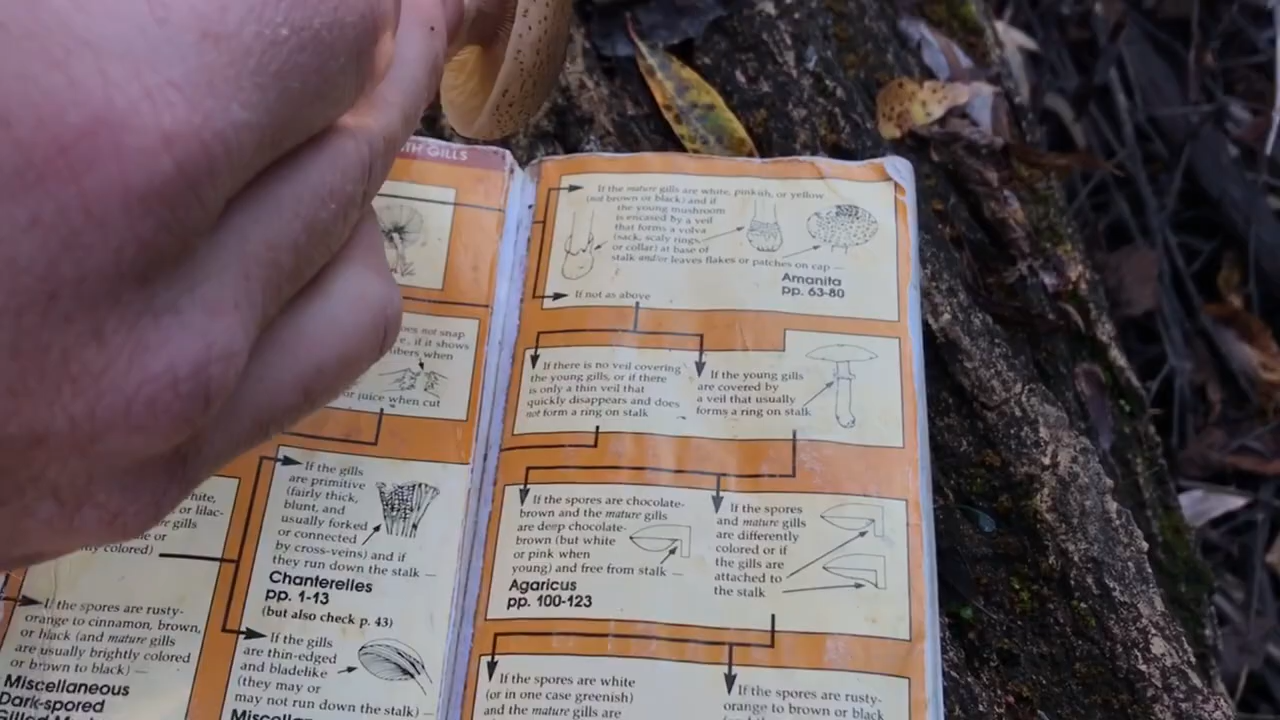 TH GILLS
oes not snap
e, if it shows
fibers when
or juice when cut
white,
or lilac-
re gills
ne or
ly colored)
If the gills
are primitive
(fairly thick,
blunt, and
usually forked
or connected
by cross-veins) and if
they run down the stalk —
Chanterelles
pp. 1-13
(but also check p. 43)
If the spores are rusty-
orange to cinnamon, brown,
or black (and mature gills
are usually brightly colored
or brown to black) —
Miscellaneous
Dark-spored
If the gills
are thin-edged
and bladelike
(they may or
may not run down the stalk) —
If the mature gills are white, pinkish, or yellow
(not brown or black) and if
the young mushroom
is encased by a veil
that forms a volva
(sack, scaly rings,
or collar) at base of
stalk and/or leaves flakes or patches on cap —
Amanita
pp. 63-80
If not as above
If there is no veil covering
the young gills, or if there
is only a thin veil that
quickly disappears and does
not form a ring on stalk
If the young gills
are covered by
a veil that usually
forms a ring on stalk
If the spores are chocolate-
brown and the mature gills
are deep chocolate-
brown (but white
or pink when
young) and free from stalk —
Agaricus
pp. 100-123
If the spores
and mature gills
are differently
colored or if
the gills are
attached to
the stalk
If the spores are white
(or in one case greenish)
and the mature gills are
If the spores are rusty-
orange to brown or black